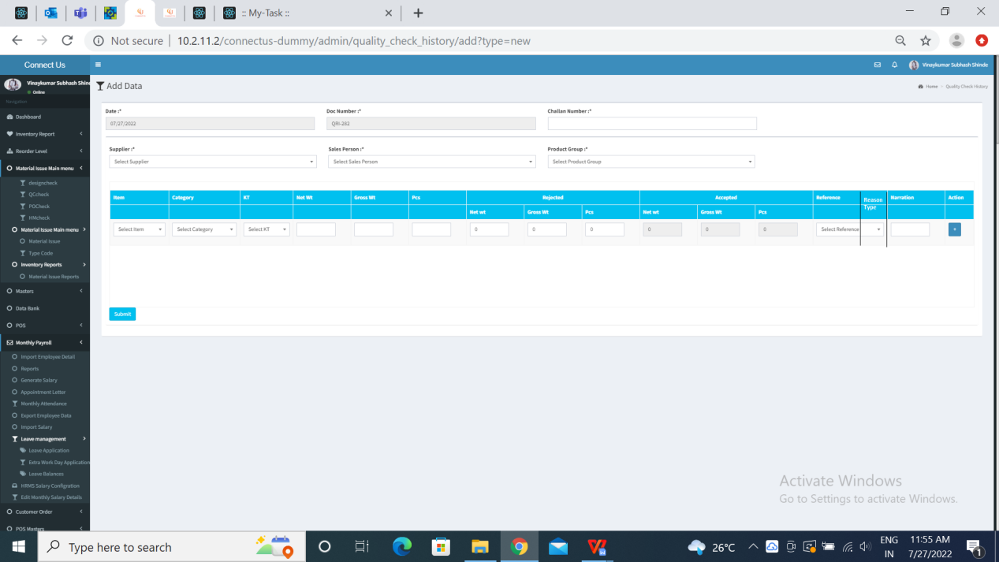 :: My-Task ::
Not secure | 10.2.11.2/connectus-dummy/admin/quality_check_history/add?type=new
Connect Us
Vinaykumar Subhash Shinde
Vinaykumar Subhash Shin
Online
Navigation
Add Data
Home
Quality Check History
Dashboard
Inventory Report
Reorder Level
Material Issue Main menu
designcheck
QCcheck
POCheck
HMcheck
Material Issue Main menu
Material Issue
Type Code
Inventory Reports
Material Issue Reports
Masters
Data Bank
POS
Monthly Payroll
Import Employee Detail
Reports
Generate Salary
Appointment Letter
Monthly Attendance
Export Employee Data
Import Salary
Leave management
Leave Application
Extra Work Day Application
Leave Balances
HRMS Salary Configration
Edit Monthly Salary Details
Customer Order
POS Masters
Date :* Doc Number :* Challan Number :*
07/27/2022 QRI-282
Supplier :* Sales Person :* Product Group :*
Select Supplier Select Sales Person Select Product Group
Item Category KT Net Wt Gross Wt Pcs Rejected Accepted Reference Reason Type Narration Action
Net wt Gross Wt Pcs Net wt Gross Wt Pcs
Select Item Select Category Select KT 0 0 0 0 0 0 Select Reference +
Submit
Activate Windows
Go to Settings to activate Windows.
Type here to search
26°C
ENG
IN
11:55 AM
7/27/2022
1